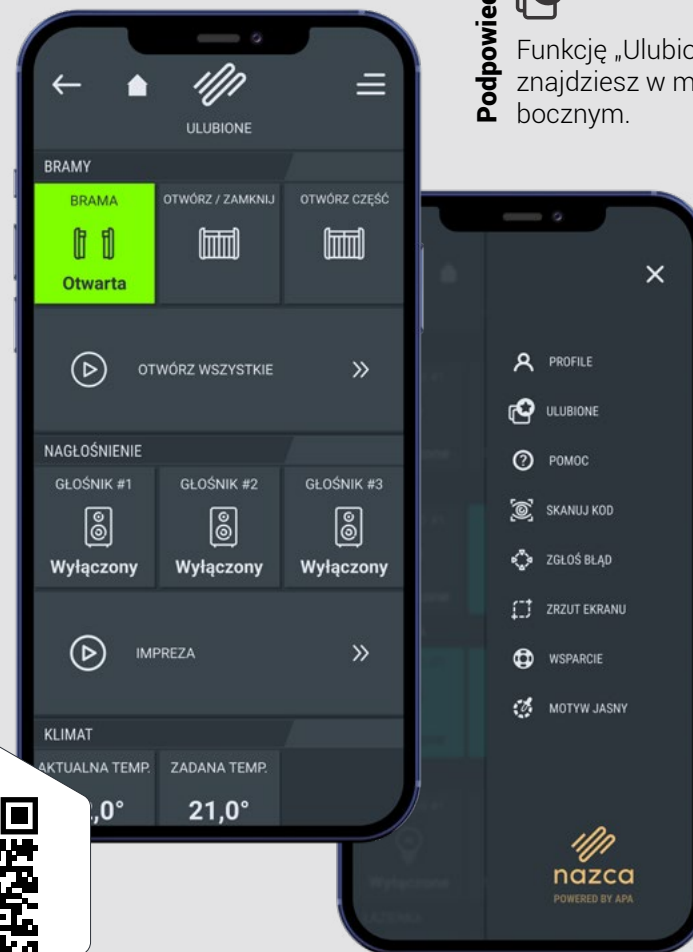 Funkcję „Ulubio
znajdziesz w m
bocznym.
ULUBIONE
BRAMY
BRAMA
Otwarta
OTWÓRZ / ZAMKNIJ
OTWÓRZ CZĘŚĆ
OTWÓRZ WSZYSTKIE
NAGŁOŚNIENIE
GŁOŚNIK #1
Wyłączony
GŁOŚNIK #2
Wyłączony
GŁOŚNIK #3
Wyłączony
IMPREZA
KLIMAT
AKTUALNA TEMP.
,0°
ZADANA TEMP.
21,0°
PROFILE
ULUBIONE
POMOC
SKANUJ KOD
ZGŁOŚ BŁĄD
ZRZUT EKRANU
WSPARCIE
MOTYW JASNY
nazca
POWERED BY APA